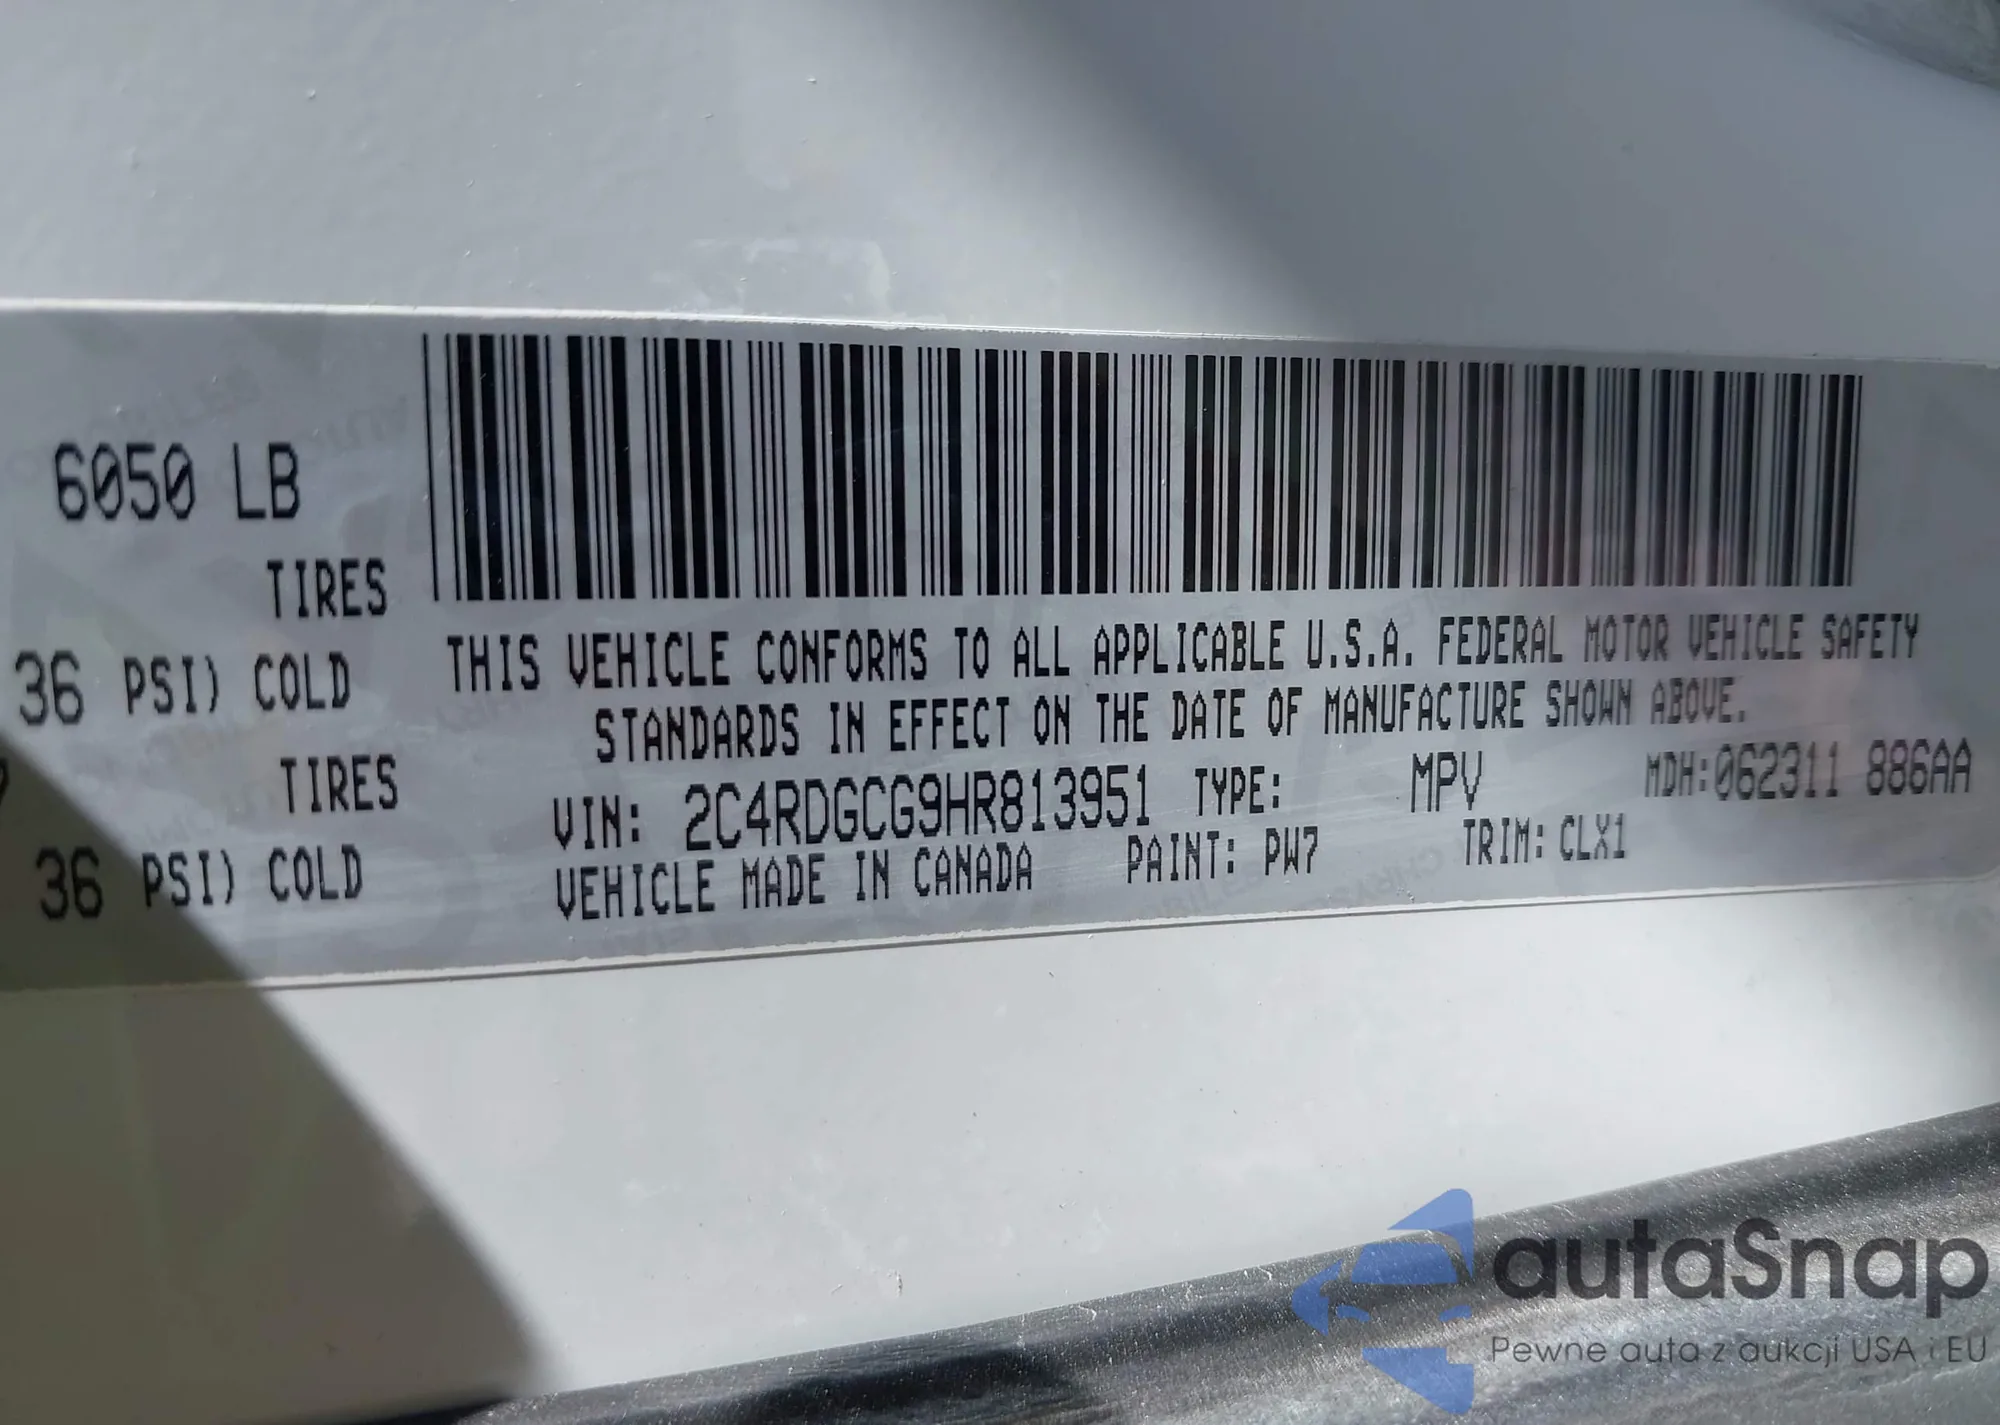 6050 LB
TIRES
36 PSI) COLD
TIRES
36 PSI) COLD
THIS VEHICLE CONFORMS TO ALL APPLICABLE U.S.A. FEDERAL MOTOR VEHICLE SAFETY
STANDARDS IN EFFECT ON THE DATE OF MANUFACTURE SHOWN ABOVE.
VIN: 2C4RDGCG9HR813951 TYPE: MPV MDH:062311 886AA
VEHICLE MADE IN CANADA PAINT: PW7 TRIM: CLX1
autaSnap
Pewne auta z aukcji USA i EU